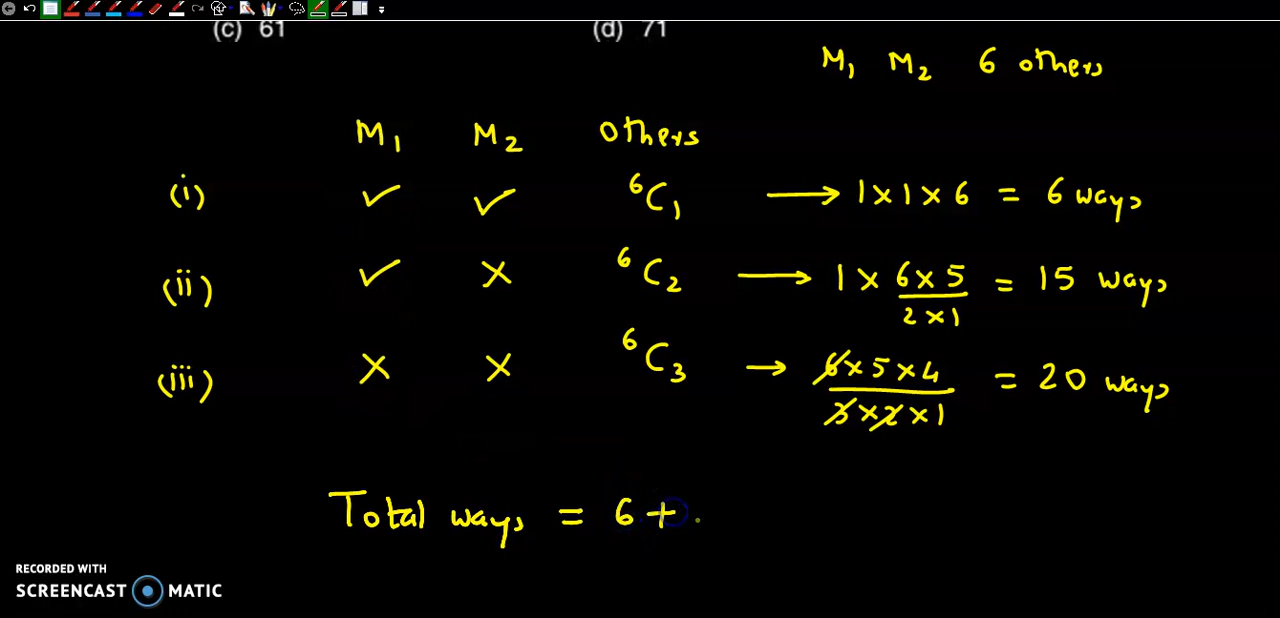 (c) 61 (d) 71
M₁ M₂ 6 others
M₁ M₂ Others
(i) ✓ ✓ ⁶C₁ → 1 × 1 × 6 = 6 ways
(ii) ✓ × ⁶C₂ → 1 × 6 × 5 / 2 × 1 = 15 ways
(iii) × × ⁶C₃ → 6 × 5 × 4 / 3 × 2 × 1 = 20 ways
Total ways = 6 +
RECORDED WITH
SCREENCAST MATIC